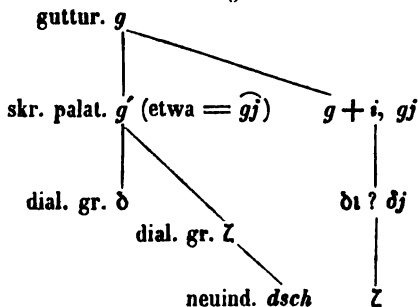 guttur. g
skr. palat. g′ (etwa = g͡j) g + i, gj
dial. gr. δ δι ? δj
dial. gr. ζ
neuind. dsch ζ